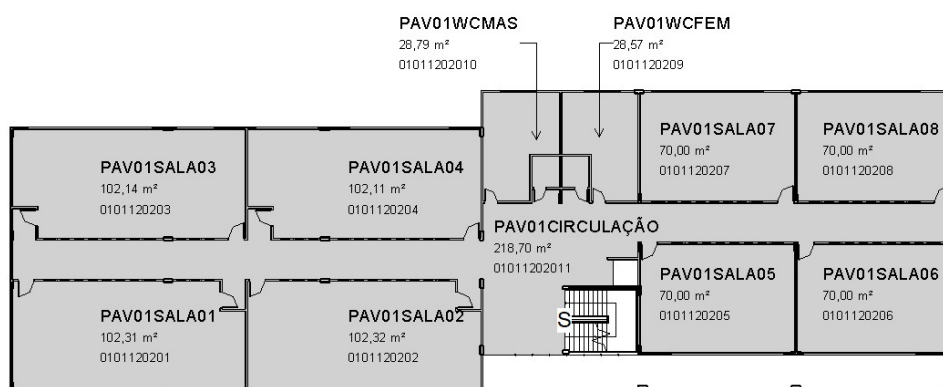 PAV01WCMAS
28,79 m²
01011202010
PAV01WCFEM
28,57 m²
01011202009
PAV01SALA03
102,14 m²
0101120203
PAV01SALA04
102,11 m²
0101120204
PAV01SALA07
70,00 m²
0101120207
PAV01SALA08
70,00 m²
0101120208
PAV01CIRCULAÇÃO
218,70 m²
01011202011
PAV01SALA01
102,31 m²
0101120201
PAV01SALA02
102,32 m²
0101120202
S
PAV01SALA05
70,00 m²
0101120205
PAV01SALA06
70,00 m²
0101120206